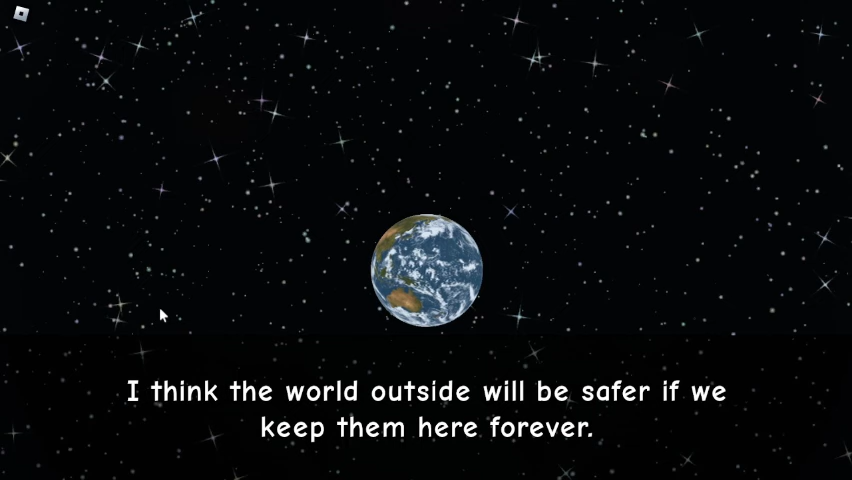 I think the world outside will be safer if we
keep them here forever.